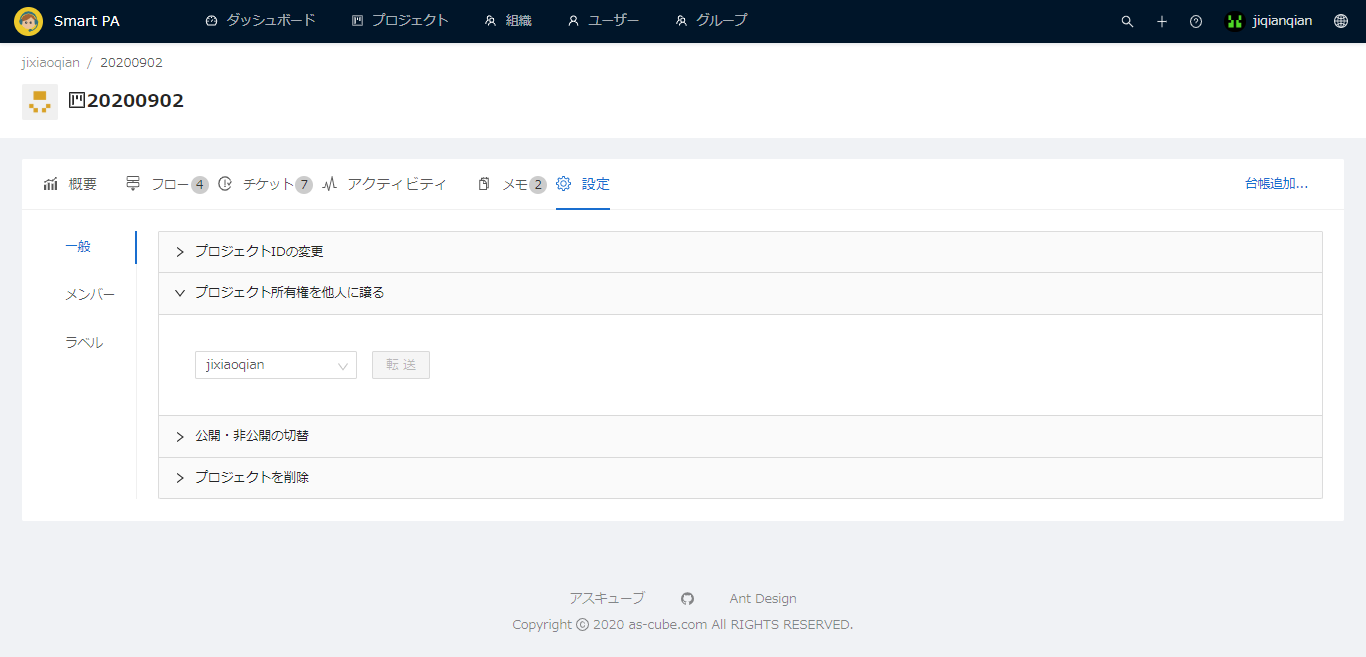 Smart PA ダッシュボード プロジェクト 組織 ユーザー グループ jiqianqian
jixiaoqian / 20200902
20200902
概要 フロー 4 チケット 7 アクティビティ メモ 2 設定 台帳追加...
一般
メンバー
ラベル
プロジェクトIDの変更
プロジェクト所有権を他人に譲る
jixiaoqian 転 送
公開・非公開の切替
プロジェクトを削除
アスキューブ Ant Design
Copyright © 2020 as-cube.com All RIGHTS RESERVED.